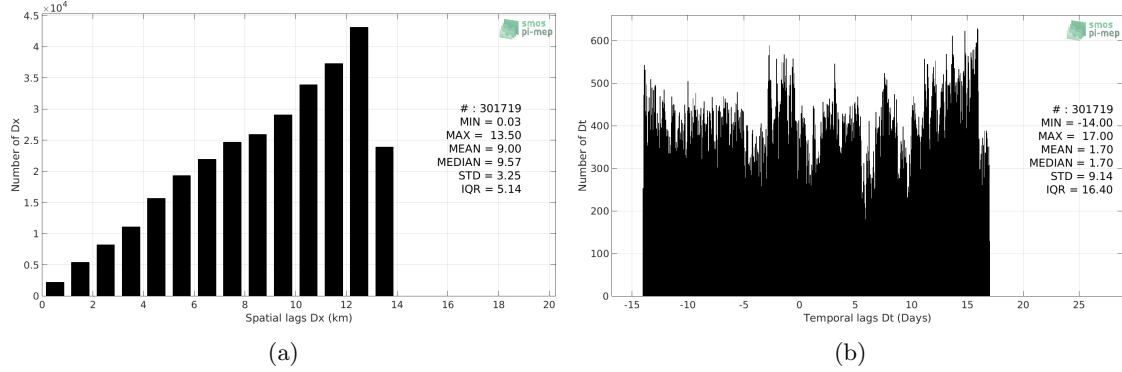 ×10⁴
4.5
4
3.5
3
2.5
2
1.5
1
0.5
0
Number of Dx
0 2 4 6 8 10 12 14 16 18 20
Spatial lags Dx (km)
smos
pi-mep
# : 301719
MIN = 0.03
MAX = 13.50
MEAN = 9.00
MEDIAN = 9.57
STD = 3.25
IQR = 5.14
(a)
600
500
400
300
200
100
0
Number of Dt
-15 -10 -5 0 5 10 15 20 25
Temporal lags Dt (Days)
smos
pi-mep
# : 301719
MIN = -14.00
MAX = 17.00
MEAN = 1.70
MEDIAN = 1.70
STD = 9.14
IQR = 16.40
(b)